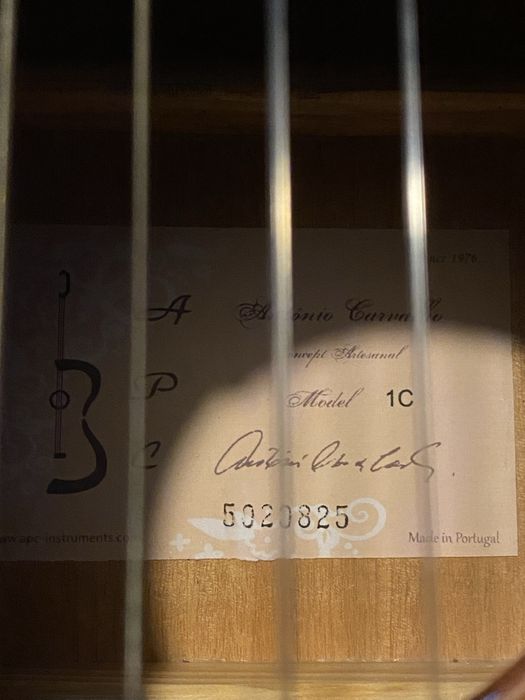 Since 1976
A António Carvalho
Concept Artesanal
P Model 1C
C
5020825
www.apc-instruments.com Made in Portugal